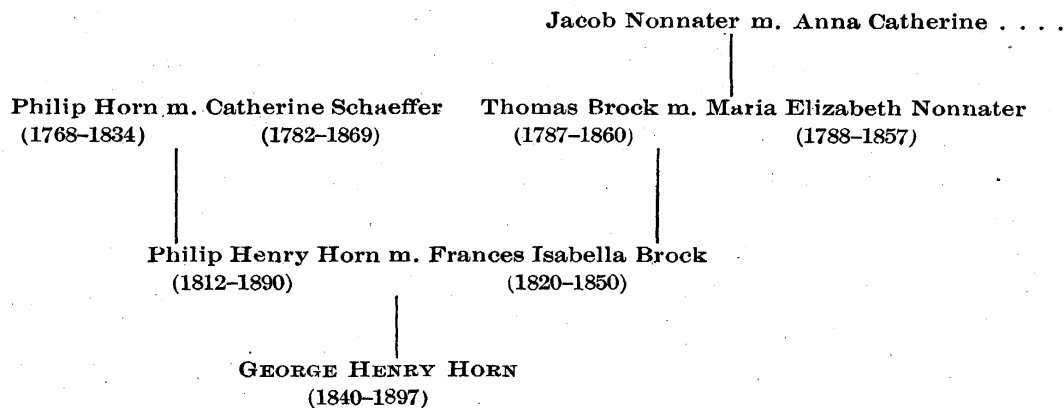 Jacob Nonnater m. Anna Catherine . . . .
Philip Horn m. Catherine Schaeffer Thomas Brock m. Maria Elizabeth Nonnater
(1768–1834) (1782–1869) (1787–1860) (1788–1857)
Philip Henry Horn m. Frances Isabella Brock
(1812–1890) (1820–1850)
GEORGE HENRY HORN
(1840–1897)